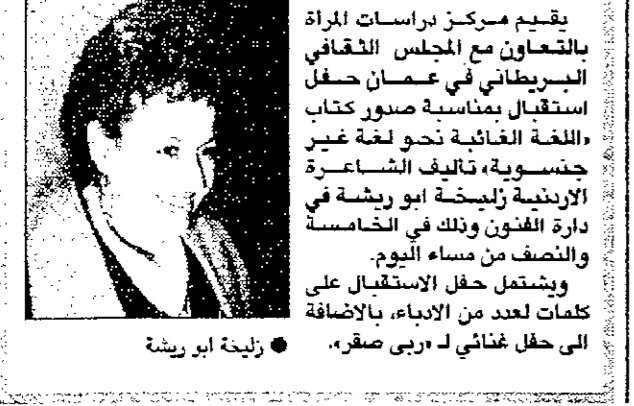 يقيم مركز دراسات المرأة
بالتعاون مع المجلس الثقافي
البريطاني في عمان حفل
استقبال بمناسبة صدور كتاب
«اللغة الغائبة نحو لغة غير
جنسوية» تاليف الشاعرة
الاردنية زليخة ابو ريشة في
دارة الفنون وذلك في الخامسة
والنصف من مساء اليوم.
ويشتمل حفل الاستقبال على
كلمات لعدد من الادباء، بالاضافة
الى حفل غنائي لـ «ربى صقر».
● زليخة ابو ريشة